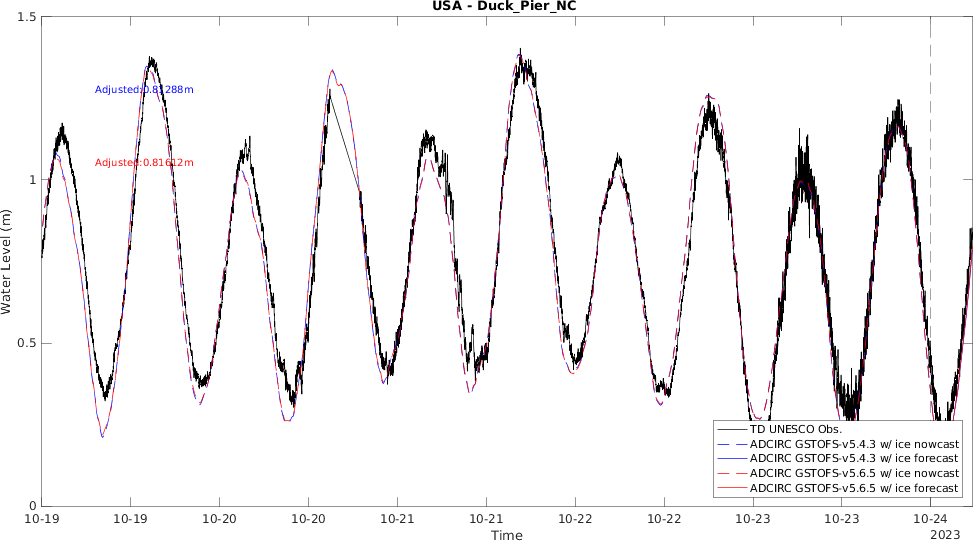 USA - Duck_Pier_NC
1.5
Adjusted:0.81288m
Adjusted:0.81612m
1
Water Level (m)
0.5
TD UNESCO Obs.
ADCIRC GSTOFS-v5.4.3 w/ ice nowcast
ADCIRC GSTOFS-v5.4.3 w/ ice forecast
ADCIRC GSTOFS-v5.6.5 w/ ice nowcast
ADCIRC GSTOFS-v5.6.5 w/ ice forecast
0
10-19 10-19 10-20 10-20 10-21 10-21 10-22 10-22 10-23 10-23 10-24
Time
2023